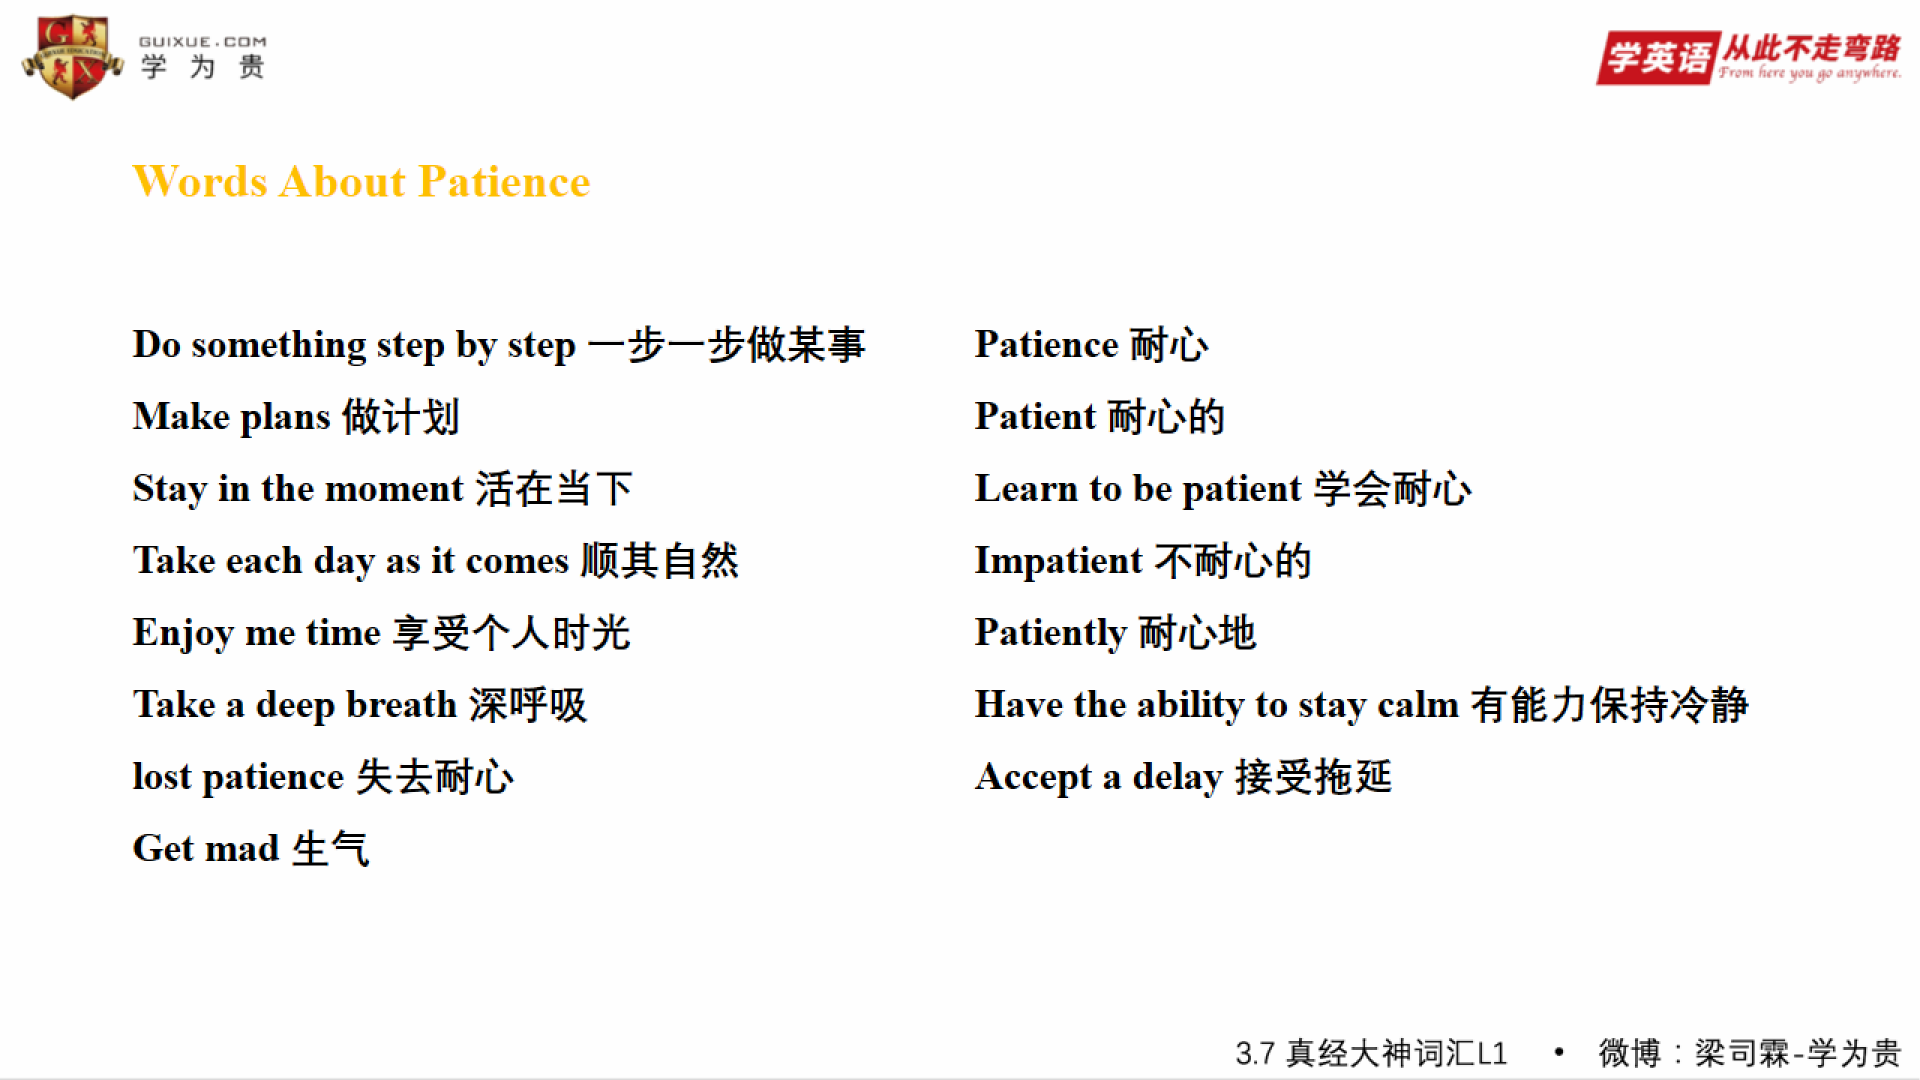 GUIXUE.COM
学为贵
学英语 从此不走弯路
From here you go anywhere.
Words About Patience
Do something step by step 一步一步做某事
Make plans 做计划
Stay in the moment 活在当下
Take each day as it comes 顺其自然
Enjoy me time 享受个人时光
Take a deep breath 深呼吸
lost patience 失去耐心
Get mad 生气
Patience 耐心
Patient 耐心的
Learn to be patient 学会耐心
Impatient 不耐心的
Patiently 耐心地
Have the ability to stay calm 有能力保持冷静
Accept a delay 接受拖延
3.7 真经大神词汇L1 • 微博：梁司霖-学为贵